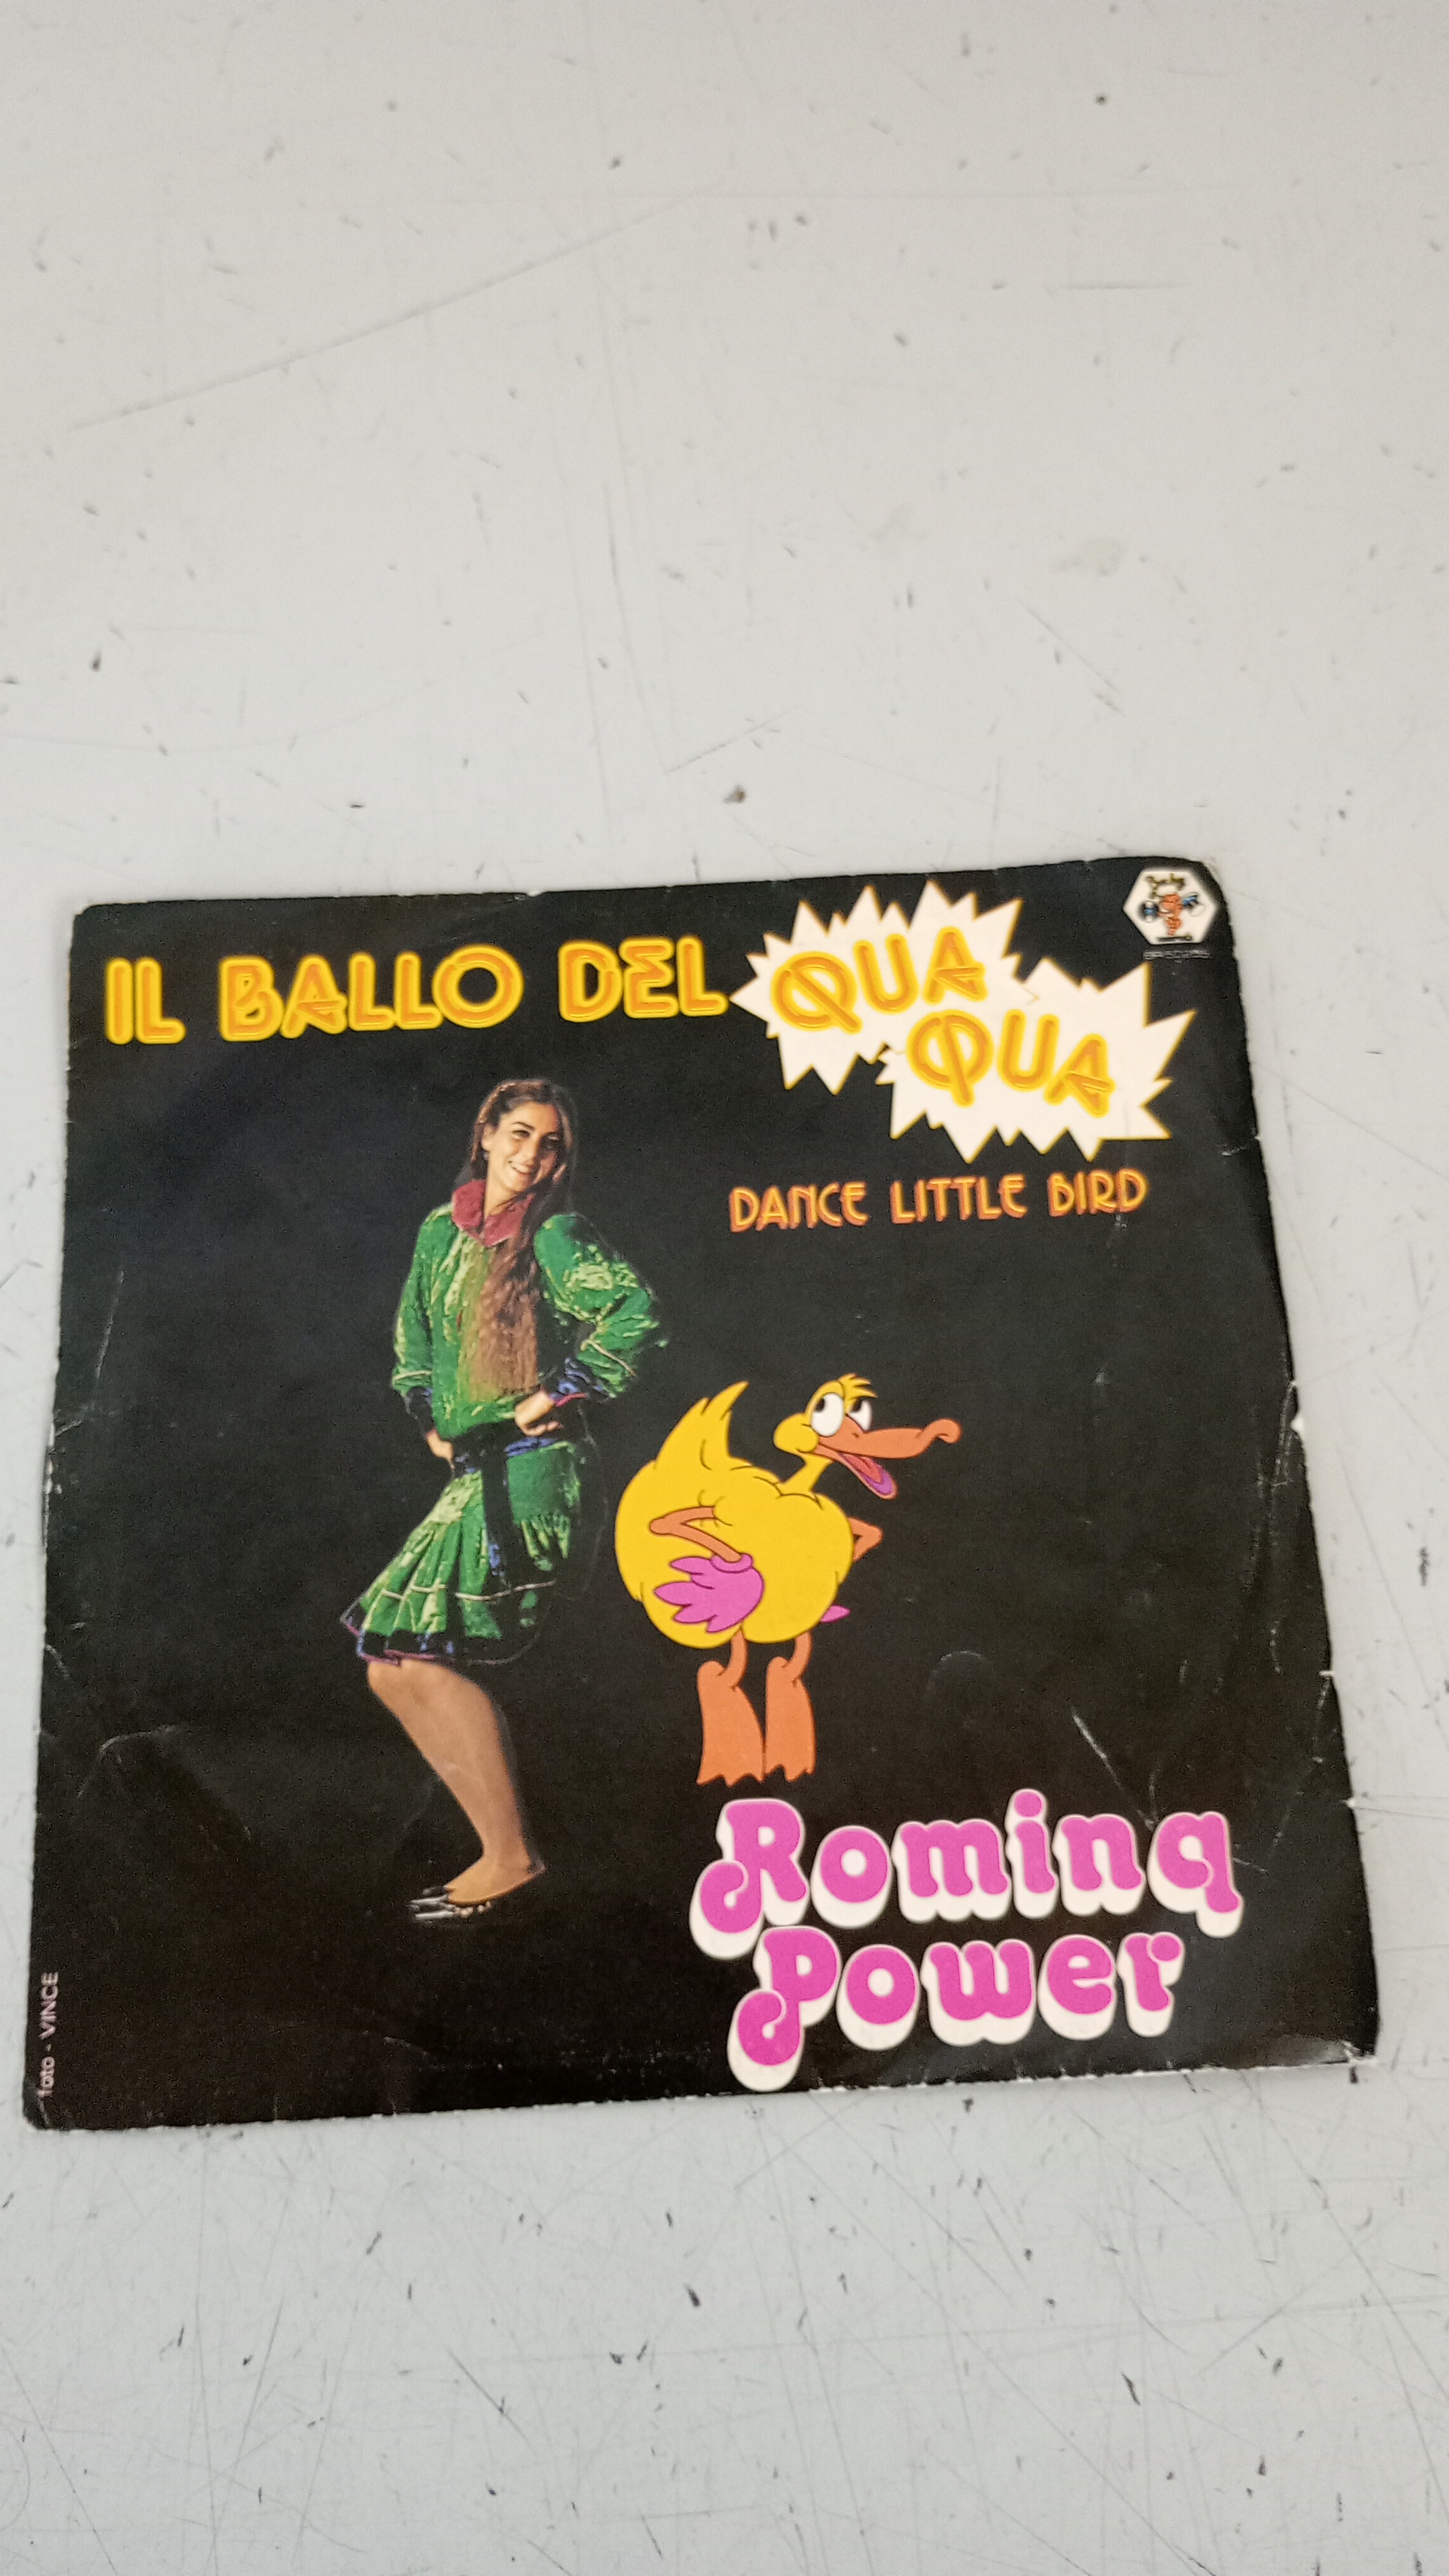 IL BALLO DEL QUA
QUA
DANCE LITTLE BIRD
Romina
Power
foto - VINCE